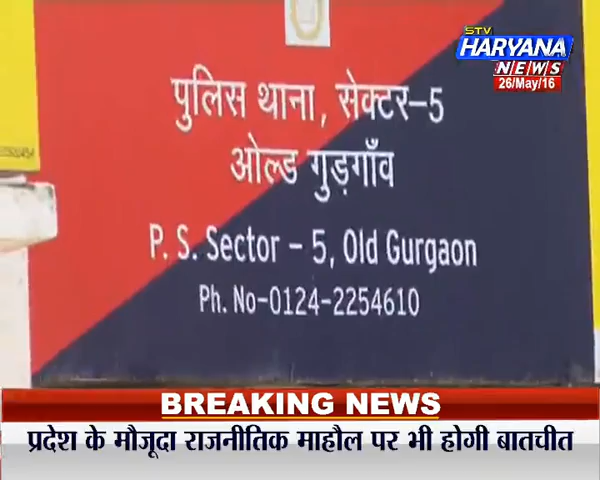 STV
HARYANA
NEWS
26/May/16
पुलिस थाना, सेक्टर-5
ओल्ड गुड़गाँव
P. S. Sector - 5, Old Gurgaon
Ph. No-0124-2254610
BREAKING NEWS
प्रदेश के मौजूदा राजनीतिक माहौल पर भी होगी बातचीत